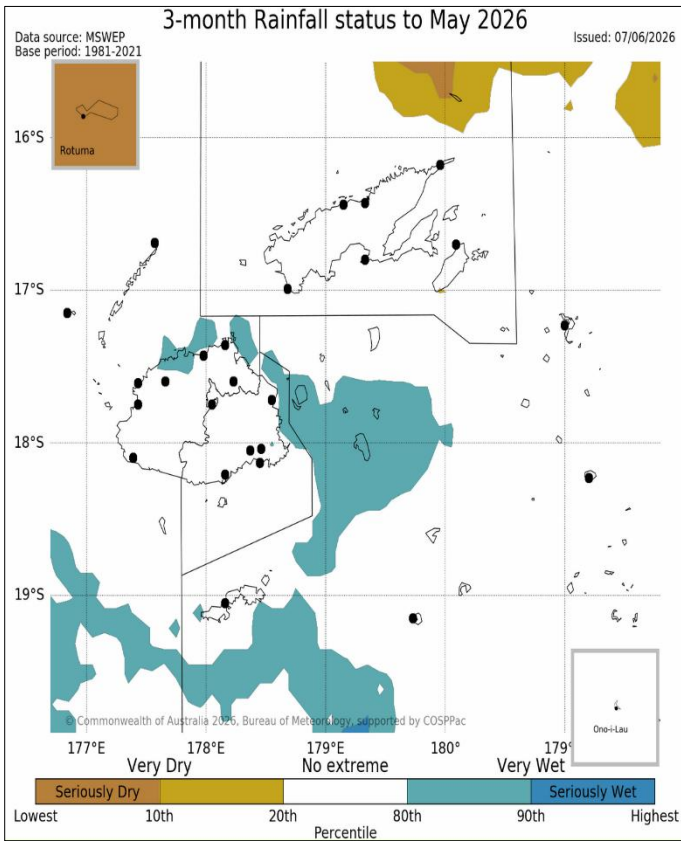 3-month Rainfall status to May 2026
Data source: MSWEP
Base period: 1981-2021
Issued: 07/06/2026
Rotuma
16°S
17°S
18°S
19°S
Ono-i-Lau
© Commonwealth of Australia 2026, Bureau of Meteorology, supported by COSPPac
177°E 178°E 179°E 180° 179°
Very Dry No extreme Very Wet
Seriously Dry Seriously Wet
Lowest 10th 20th 80th 90th Highest
Percentile